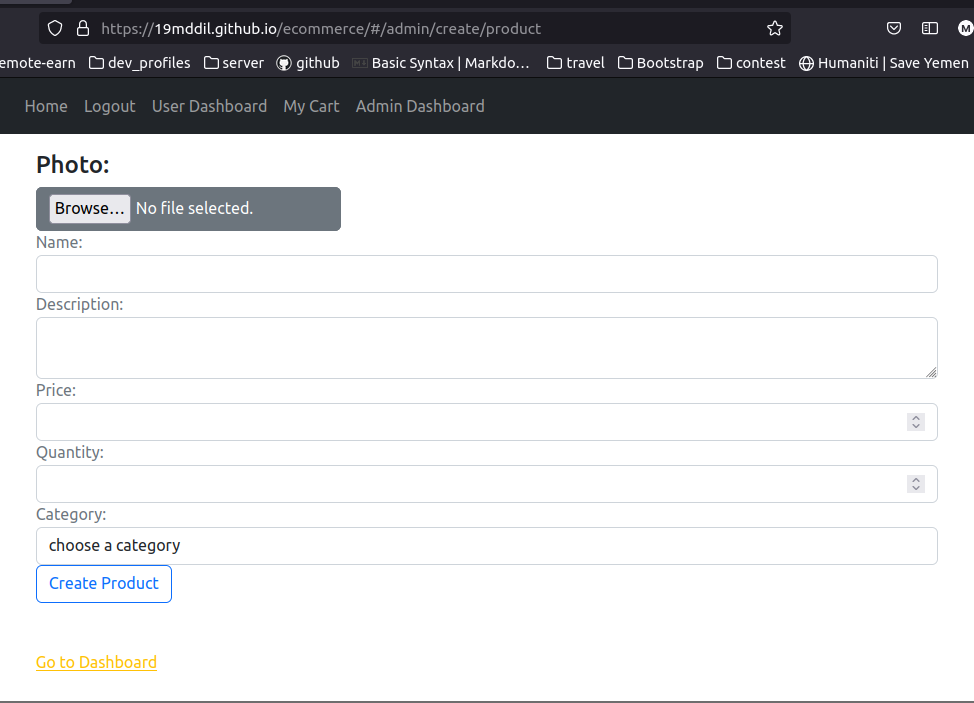 https://19mddil.github.io/ecommerce/#/admin/create/product
M
emote-earn dev_profiles server github Basic Syntax | Markdo... travel Bootstrap contest Humaniti | Save Yemen
Home Logout User Dashboard My Cart Admin Dashboard
Photo:
Browse... No file selected.
Name:
Description:
Price:
Quantity:
Category:
choose a category
Create Product
Go to Dashboard